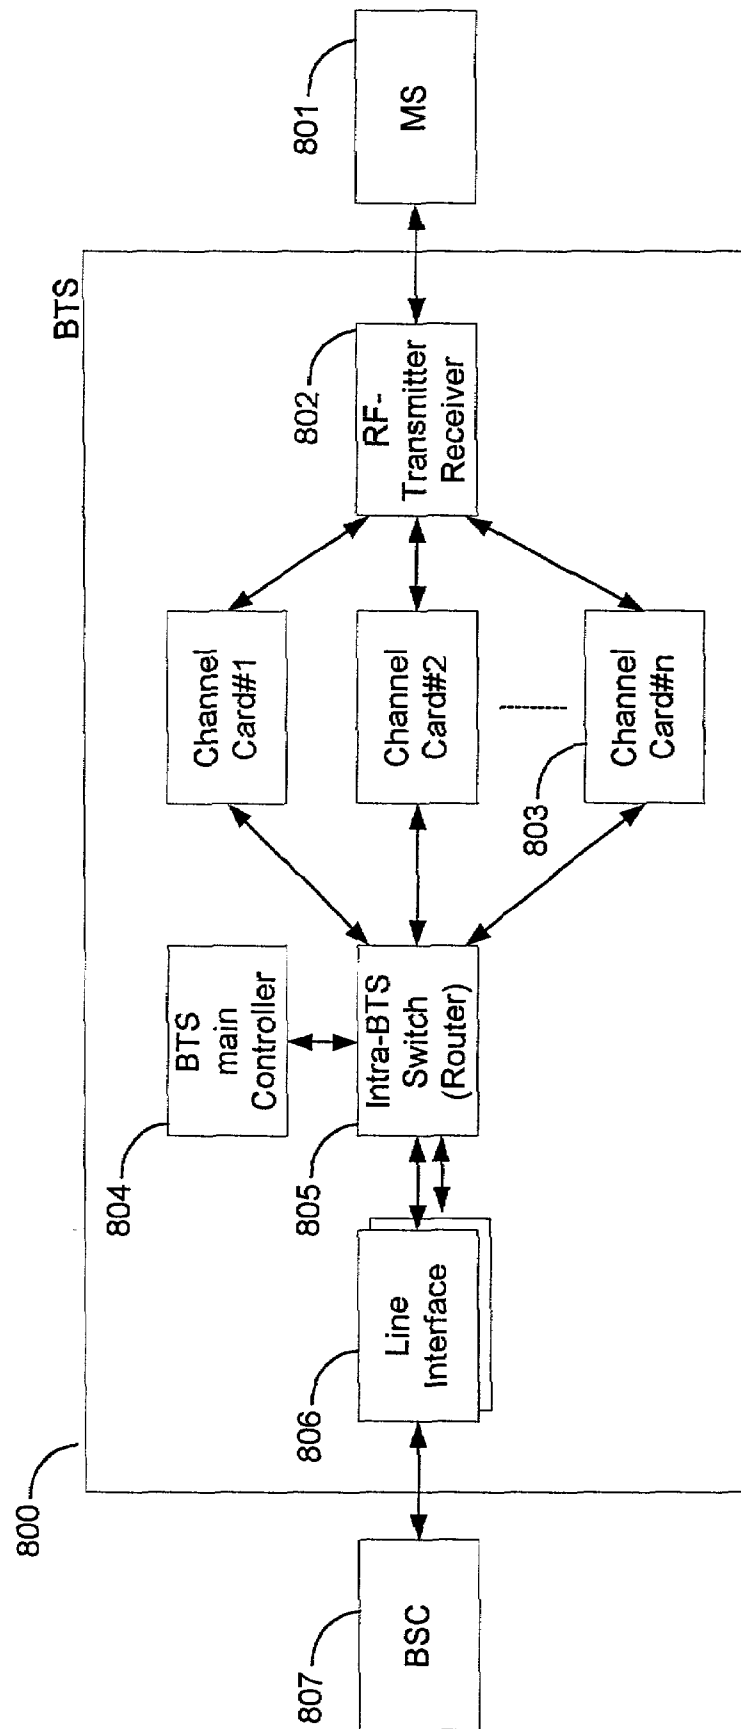 800
BTS
807
BSC
806
Line
Interface
804
BTS
main
Controller
805
Intra-BTS
Switch
(Router)
Channel
Card#1
Channel
Card#2
803
Channel
Card#n
802
RF-
Transmitter
Receiver
801
MS